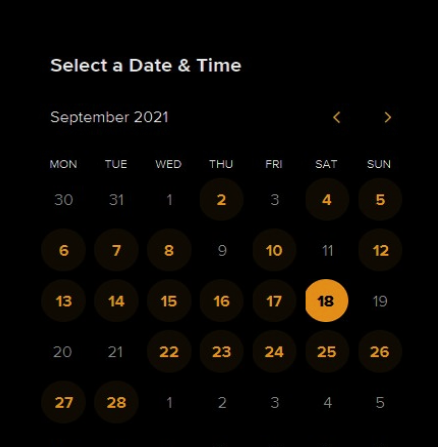 Select a Date & Time
September 2021
MON TUE WED THU FRI SAT SUN
30 31 1 2 3 4 5
6 7 8 9 10 11 12
13 14 15 16 17 18 19
20 21 22 23 24 25 26
27 28 1 2 3 4 5